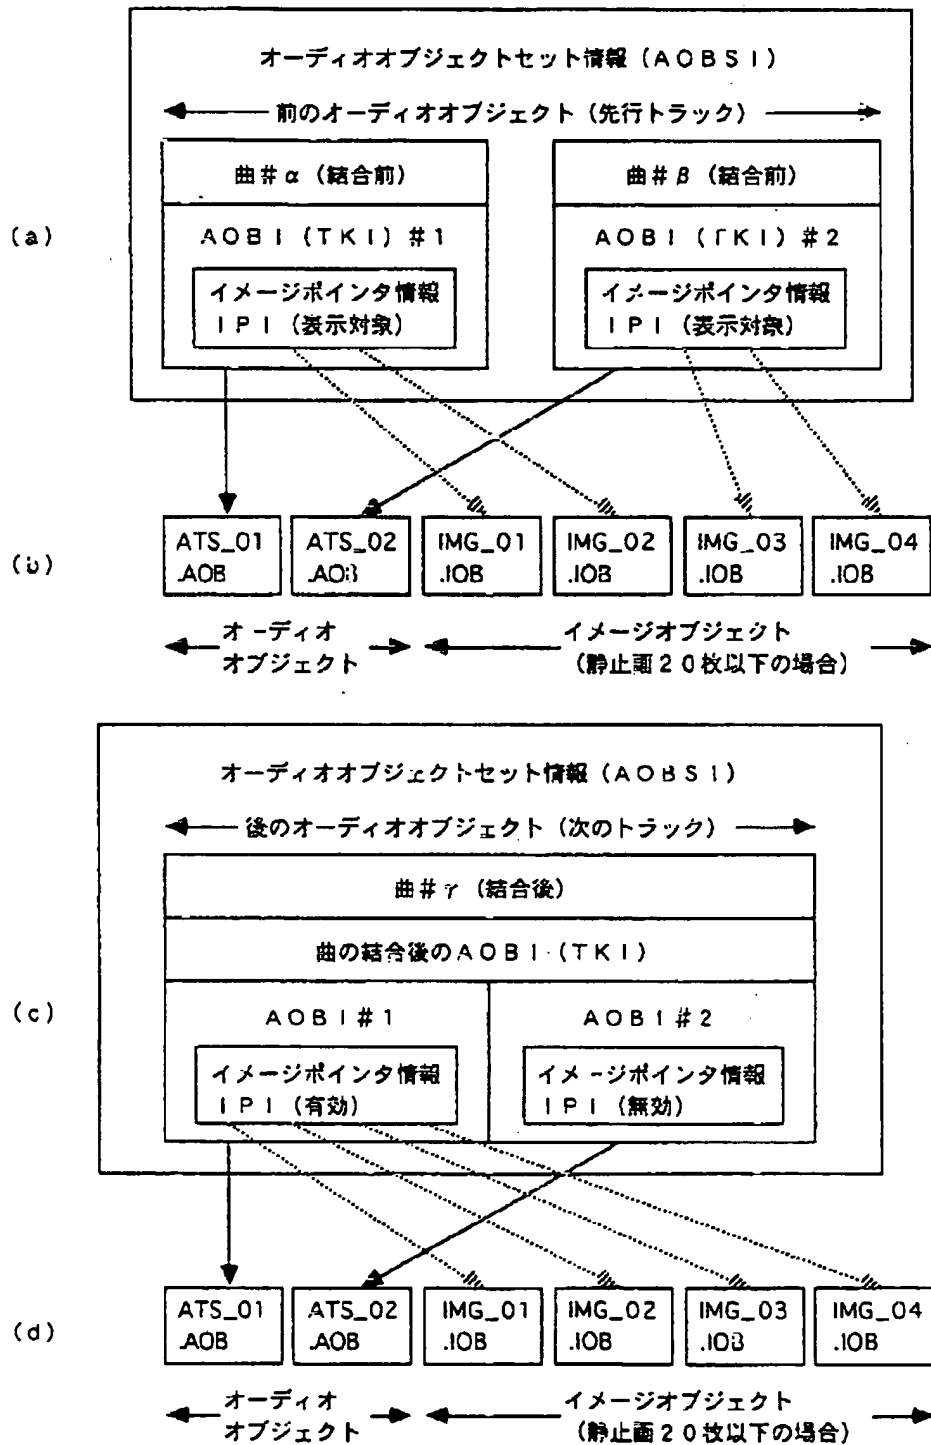 オーディオオブジェクトセット情報(AOBSI)
前のオーディオオブジェクト(先行トラック)
曲#α(結合前)
曲#β(結合前)
(a)
AOBI(TKI)#1
AOBI(TKI)#2
イメージポインタ情報
IPI(表示対象)
イメージポインタ情報
IPI(表示対象)
(b)
ATS_01
.AOB
ATS_02
.AOB
IMG_01
.IOB
IMG_02
.IOB
IMG_03
.IOB
IMG_04
.IOB
オーディオ
オブジェクト
イメージオブジェクト
(静止画20枚以下の場合)
オーディオオブジェクトセット情報(AOBSI)
後のオーディオオブジェクト(次のトラック)
曲#γ(結合後)
曲の結合後のAOBI(TKI)
(c)
AOBI#1
AOBI#2
イメージポインタ情報
IPI(有効)
イメージポインタ情報
IPI(無効)
(d)
ATS_01
.AOB
ATS_02
.AOB
IMG_01
.IOB
IMG_02
.IOB
IMG_03
.IOB
IMG_04
.IOB
オーディオ
オブジェクト
イメージオブジェクト
(静止画20枚以下の場合)